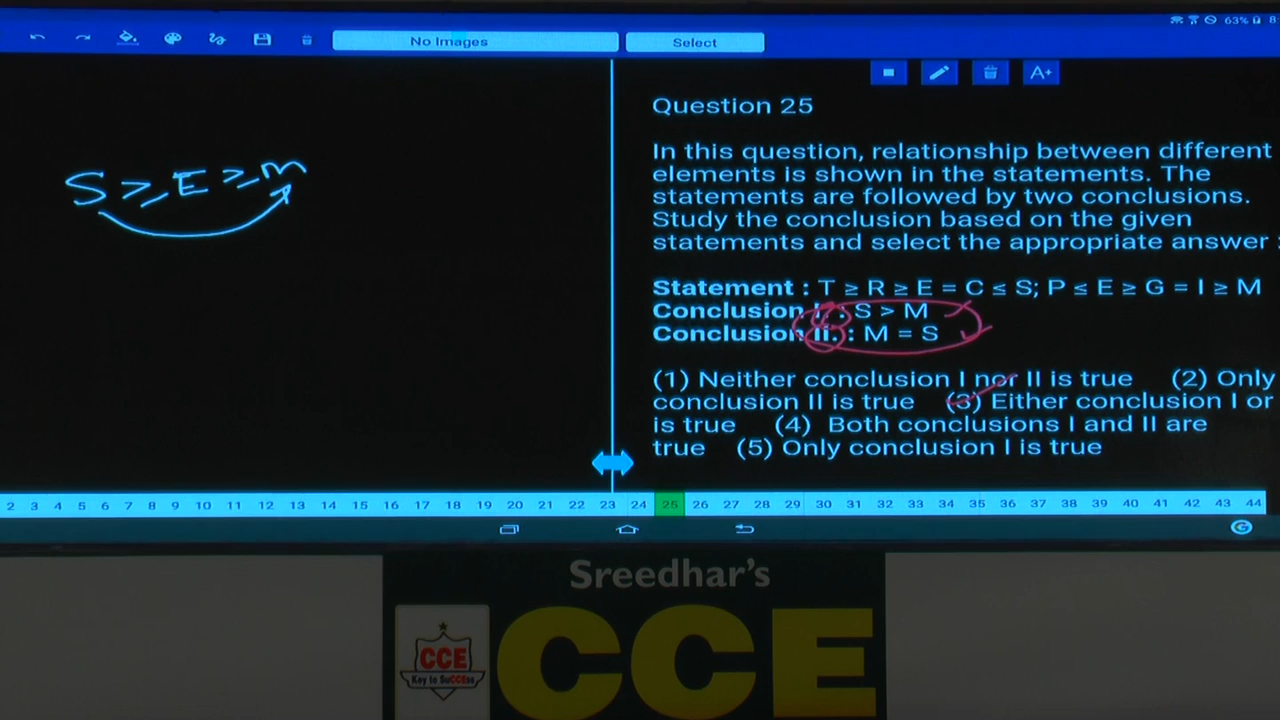 63% 8
No Images
Select
A+
S ≥ E ≥ m
Question 25
In this question, relationship between different
elements is shown in the statements. The
statements are followed by two conclusions.
Study the conclusion based on the given
statements and select the appropriate answer :
Statement : T ≥ R ≥ E = C ≤ S; P ≤ E ≥ G = I ≥ M
Conclusion I. : S > M
Conclusion II. : M = S
(1) Neither conclusion I nor II is true (2) Only
conclusion II is true (3) Either conclusion I or
is true (4) Both conclusions I and II are
true (5) Only conclusion I is true
2 3 4 5 6 7 8 9 10 11 12 13 14 15 16 17 18 19 20 21 22 23 24 25 26 27 28 29 30 31 32 33 34 35 36 37 38 39 40 41 42 43 44
Sreedhar's
CCE
CCE
Key to SuCCEss